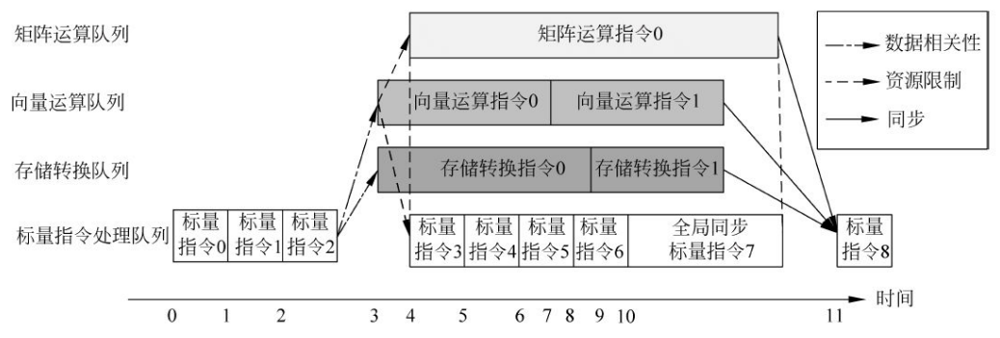 矩阵运算队列
矩阵运算指令0
向量运算队列
向量运算指令0
向量运算指令1
存储转换队列
存储转换指令0
存储转换指令1
标量指令处理队列
标量
指令0
标量
指令1
标量
指令2
标量
指令3
标量
指令4
标量
指令5
标量
指令6
全局同步
标量指令7
标量
指令8
数据相关性
资源限制
同步
时间
0 1 2 3 4 5 6 7 8 9 10 11